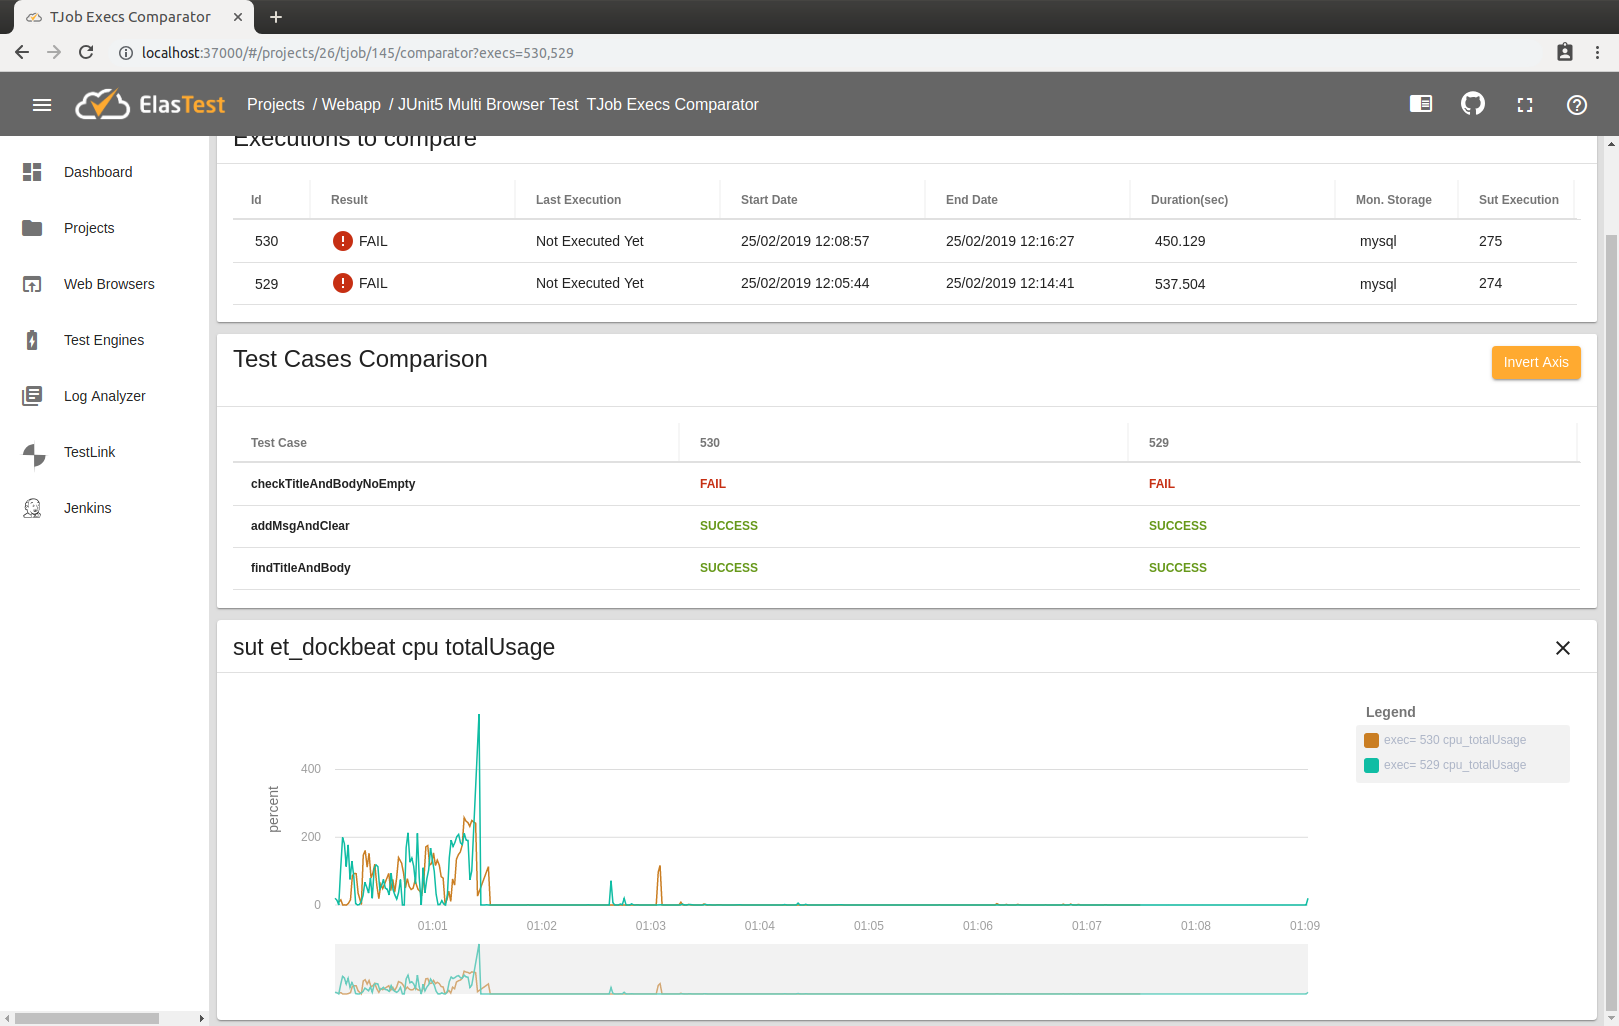 TJob Execs Comparator
localhost:37000/#/projects/26/tjob/145/comparator?execs=530,529
ElasTest
Projects / Webapp / JUnit5 Multi Browser Test TJob Execs Comparator
Dashboard
Projects
Web Browsers
Test Engines
Log Analyzer
TestLink
Jenkins
Executions to compare
Id Result Last Execution Start Date End Date Duration(sec) Mon. Storage Sut Execution
530 FAIL Not Executed Yet 25/02/2019 12:08:57 25/02/2019 12:16:27 450.129 mysql 275
529 FAIL Not Executed Yet 25/02/2019 12:05:44 25/02/2019 12:14:41 537.504 mysql 274
Test Cases Comparison
Invert Axis
Test Case 530 529
checkTitleAndBodyNoEmpty FAIL FAIL
addMsgAndClear SUCCESS SUCCESS
findTitleAndBody SUCCESS SUCCESS
sut et_dockbeat cpu totalUsage
Legend
exec= 530 cpu_totalUsage
exec= 529 cpu_totalUsage
percent
400
200
0
01:01 01:02 01:03 01:04 01:05 01:06 01:07 01:08 01:09